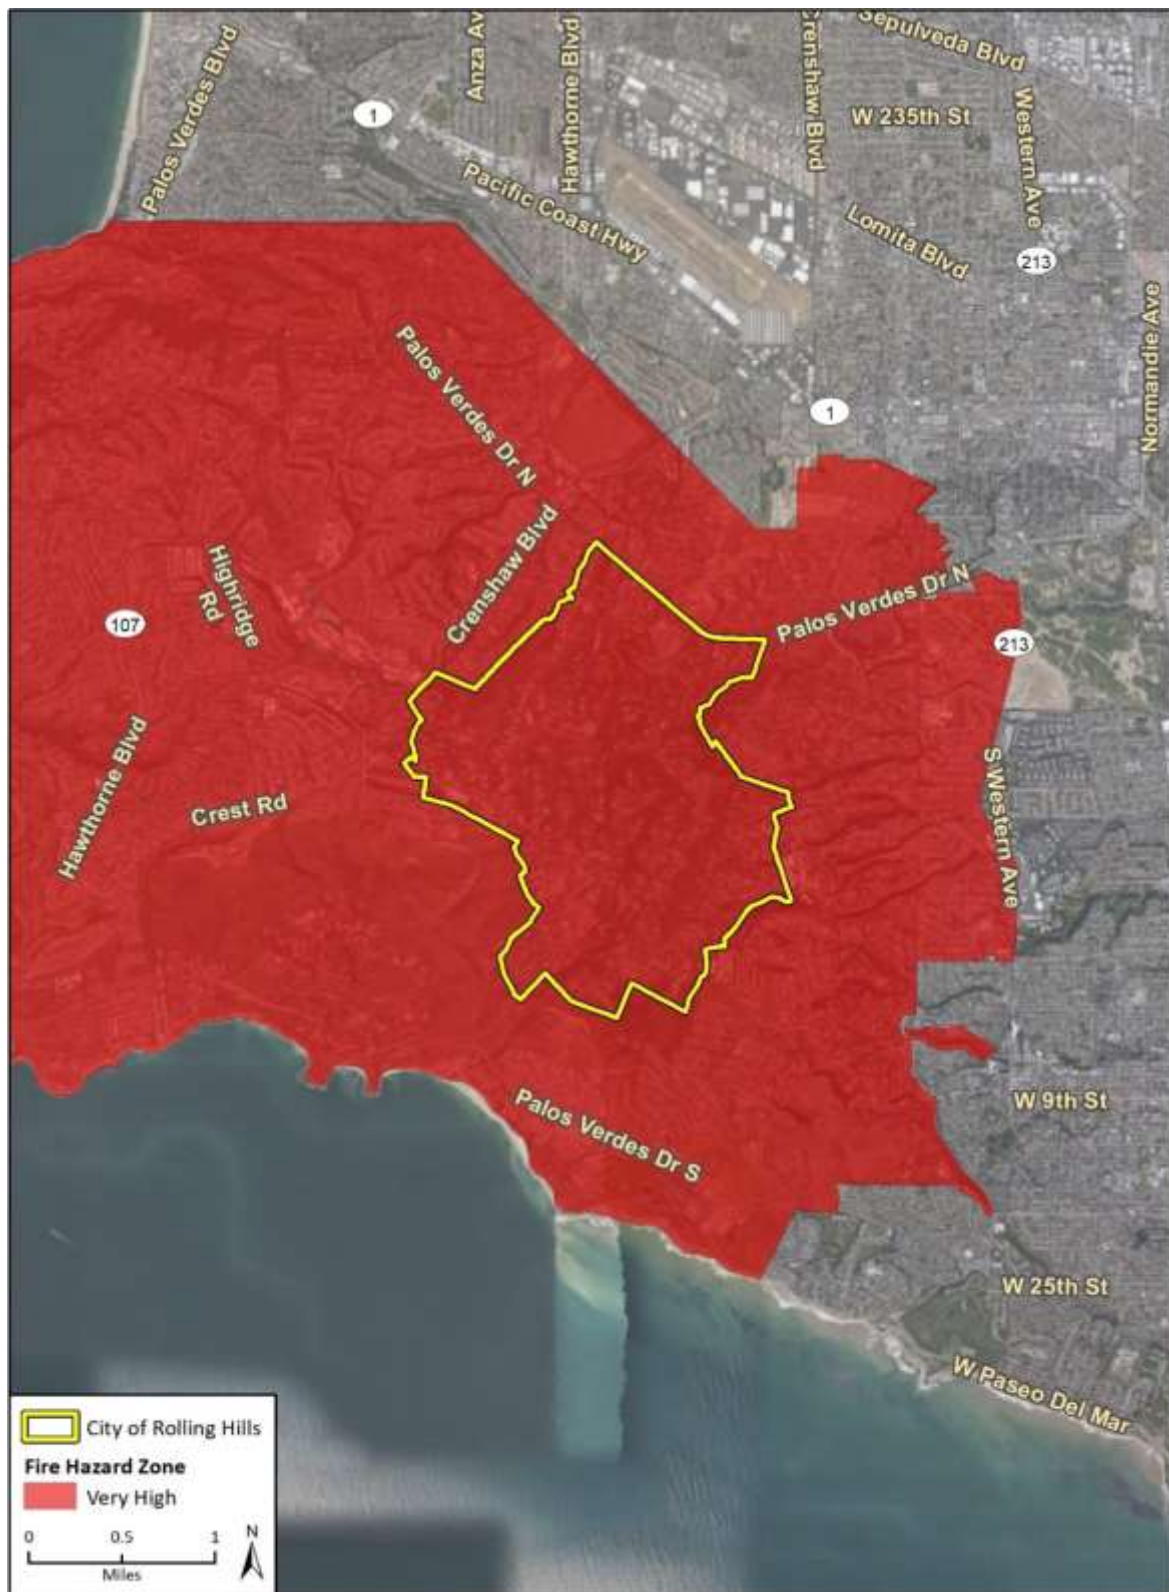 Sepulveda Blvd
Palos Verdes Blvd
Anza Av
Hawthorne Blvd
Crenshaw Blvd
1
W 235th St
Western Ave
Pacific Coast Hwy
Lomita Blvd
213
Normandie Ave
Palos Verdes Dr N
1
Crenshaw Blvd
Highridge
Rd
107
Palos Verdes Dr N
213
Hawthorne Blvd
Crest Rd
S Western Ave
W 9th St
Palos Verdes Dr S
W 25th St
W Paseo Del Mar
City of Rolling Hills
Fire Hazard Zone
Very High
0 0.5 1
Miles
N